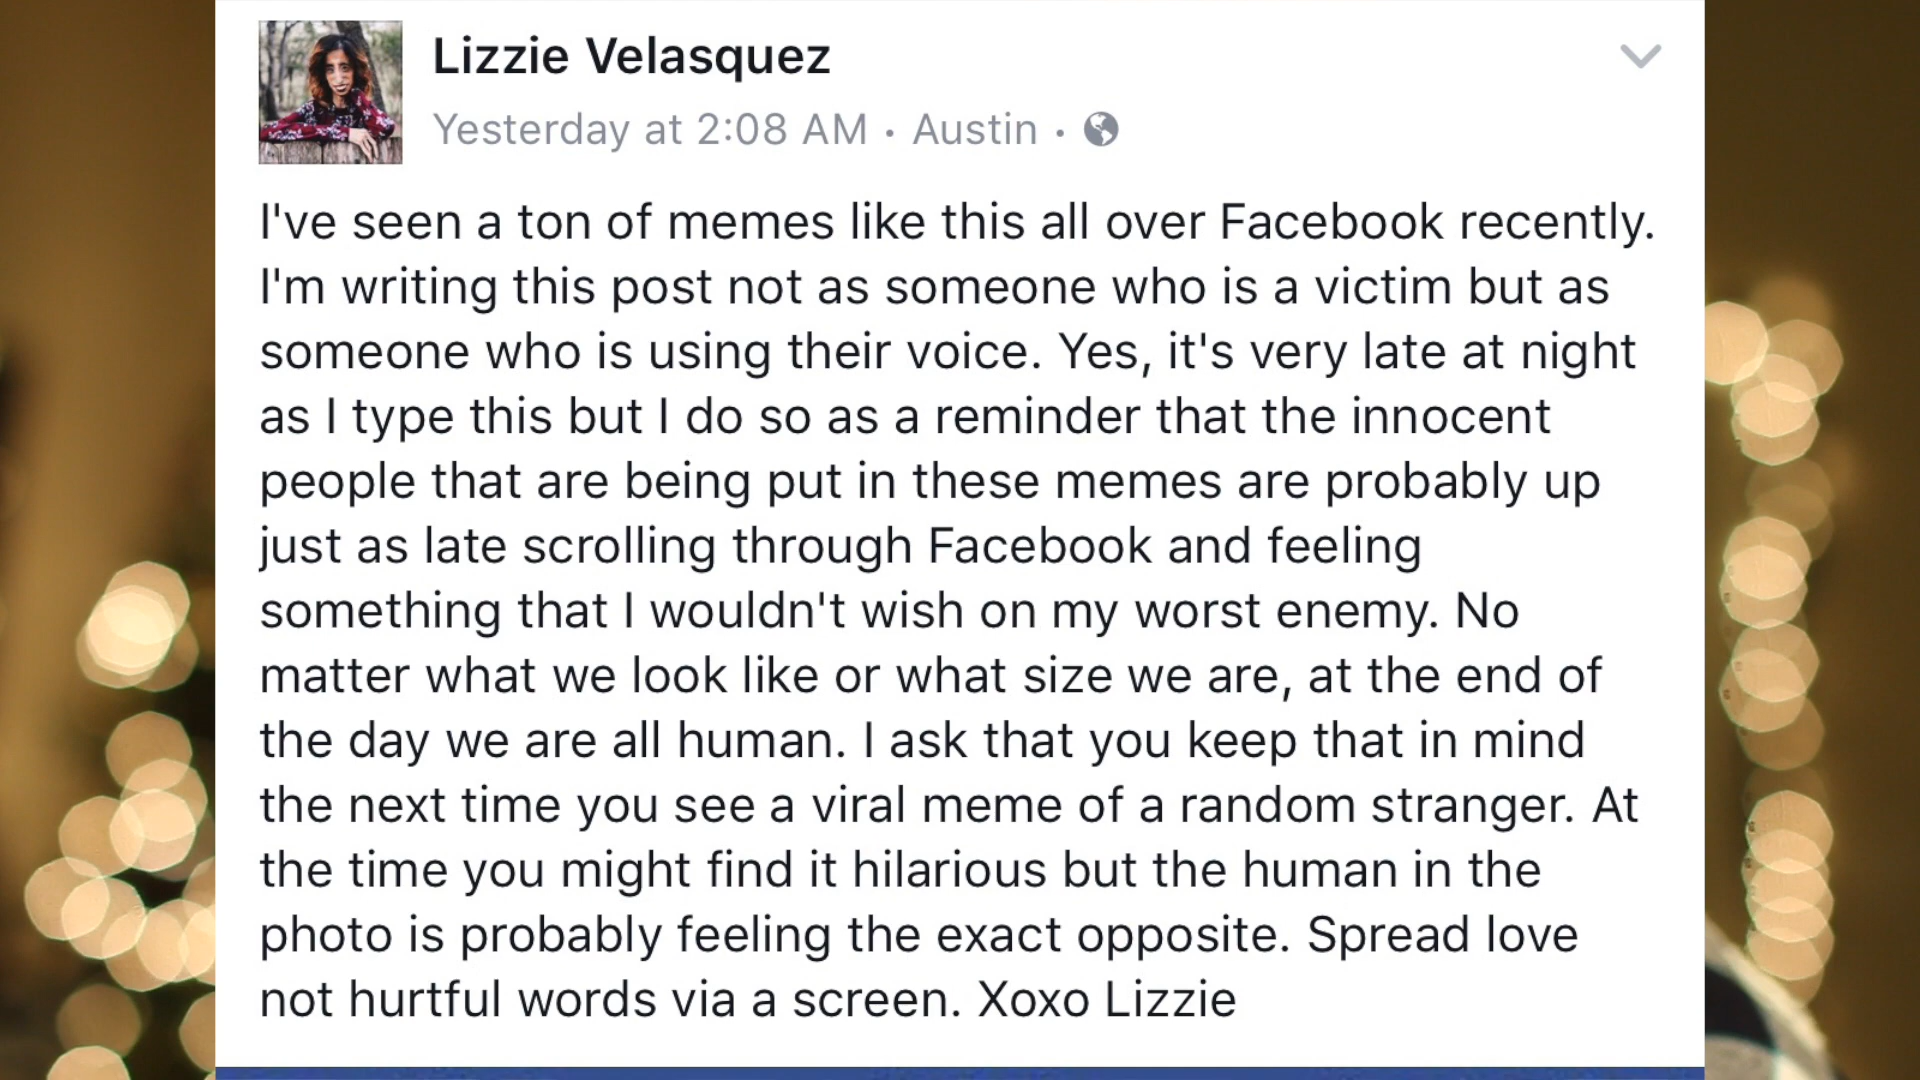 Lizzie Velasquez
Yesterday at 2:08 AM · Austin ·
I've seen a ton of memes like this all over Facebook recently.
I'm writing this post not as someone who is a victim but as
someone who is using their voice. Yes, it's very late at night
as I type this but I do so as a reminder that the innocent
people that are being put in these memes are probably up
just as late scrolling through Facebook and feeling
something that I wouldn't wish on my worst enemy. No
matter what we look like or what size we are, at the end of
the day we are all human. I ask that you keep that in mind
the next time you see a viral meme of a random stranger. At
the time you might find it hilarious but the human in the
photo is probably feeling the exact opposite. Spread love
not hurtful words via a screen. Xoxo Lizzie